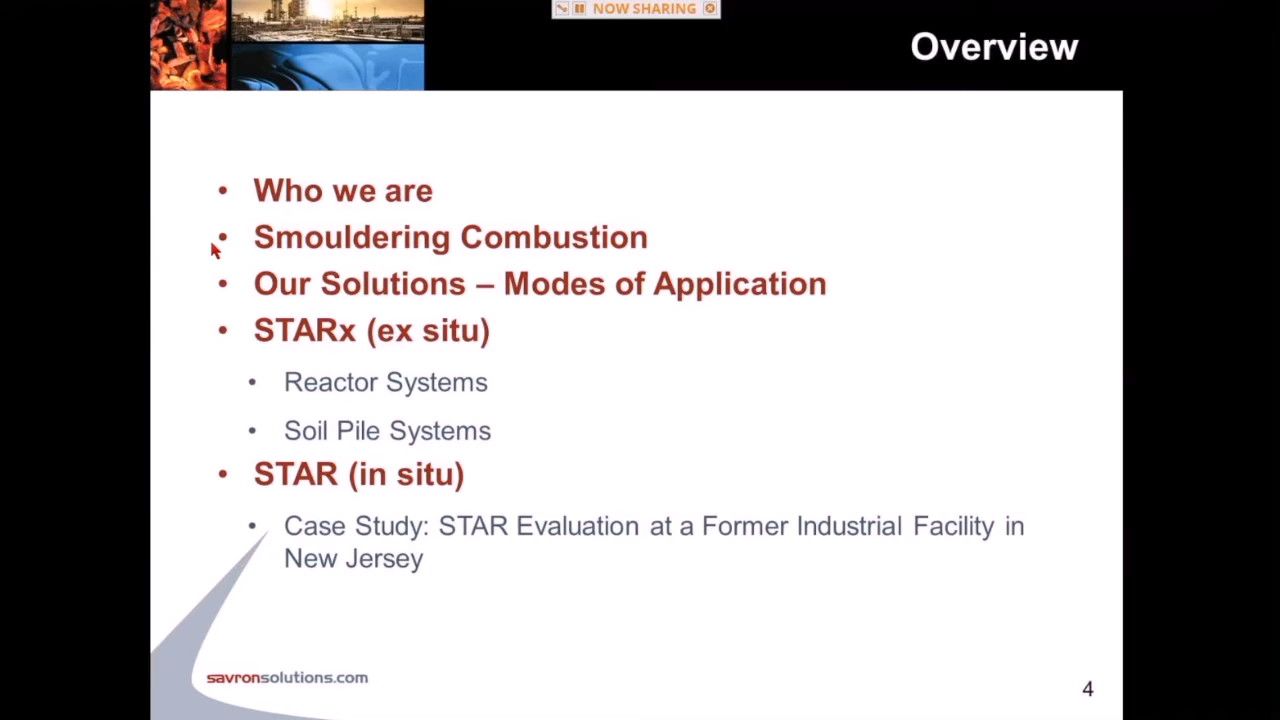 NOW SHARING
Overview
• Who we are
• Smouldering Combustion
• Our Solutions – Modes of Application
• STARx (ex situ)
• Reactor Systems
• Soil Pile Systems
• STAR (in situ)
• Case Study: STAR Evaluation at a Former Industrial Facility in
New Jersey
savronsolutions.com
4